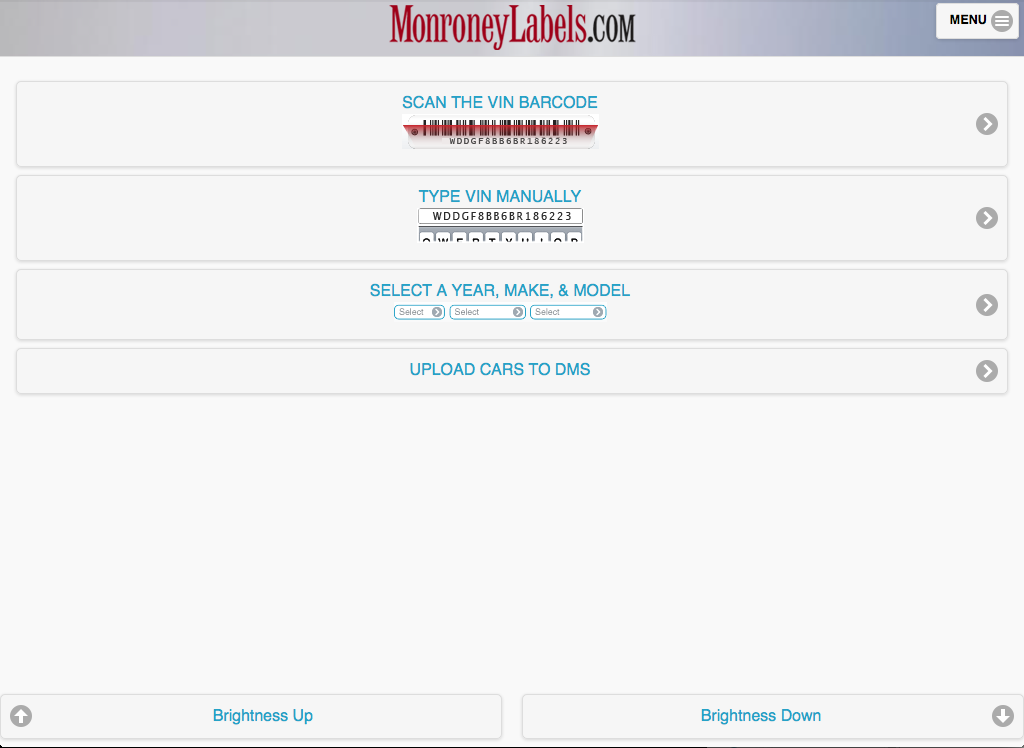 MonroneyLabels.com
MENU
SCAN THE VIN BARCODE
WDDGF8BB6BR186223
TYPE VIN MANUALLY
WDDGF8BB6BR186223
Q W E R T Y U I O P
SELECT A YEAR, MAKE, & MODEL
Select Select Select
UPLOAD CARS TO DMS
Brightness Up Brightness Down